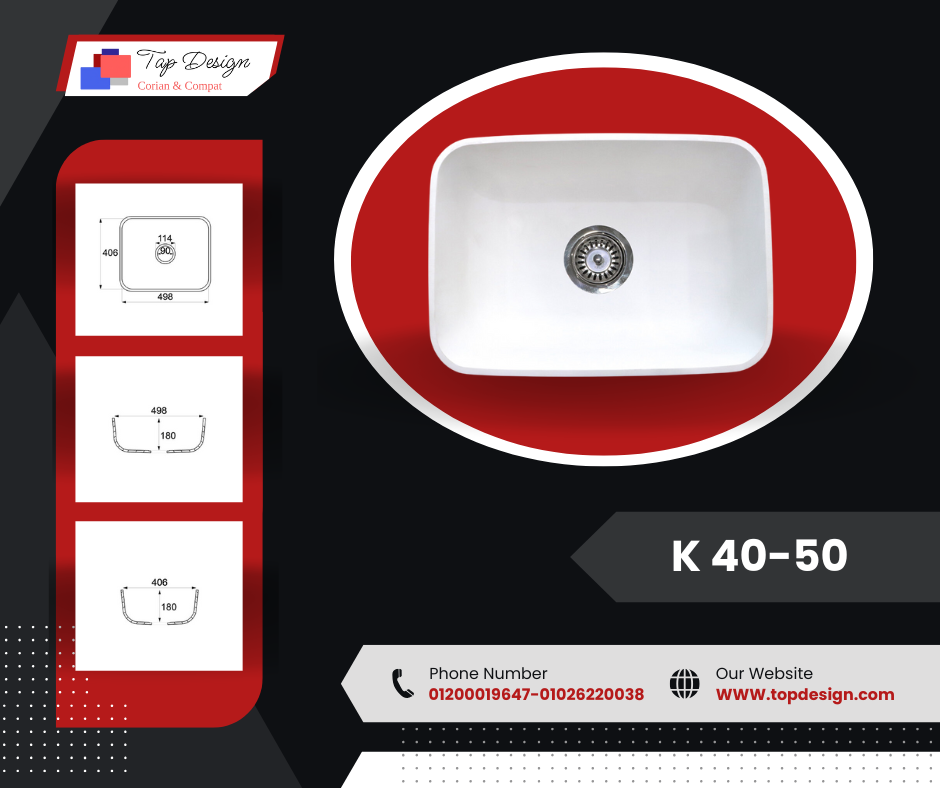 Tap Design
Corian & Compat
114
90
406
498
498
180
406
180
K 40-50
Phone Number
01200019647-01026220038
Our Website
WWW.topdesign.com